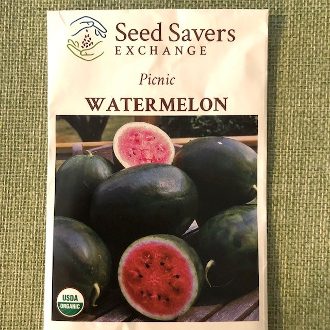 Seed Savers
EXCHANGE
Picnic
WATERMELON
USDA
ORGANIC